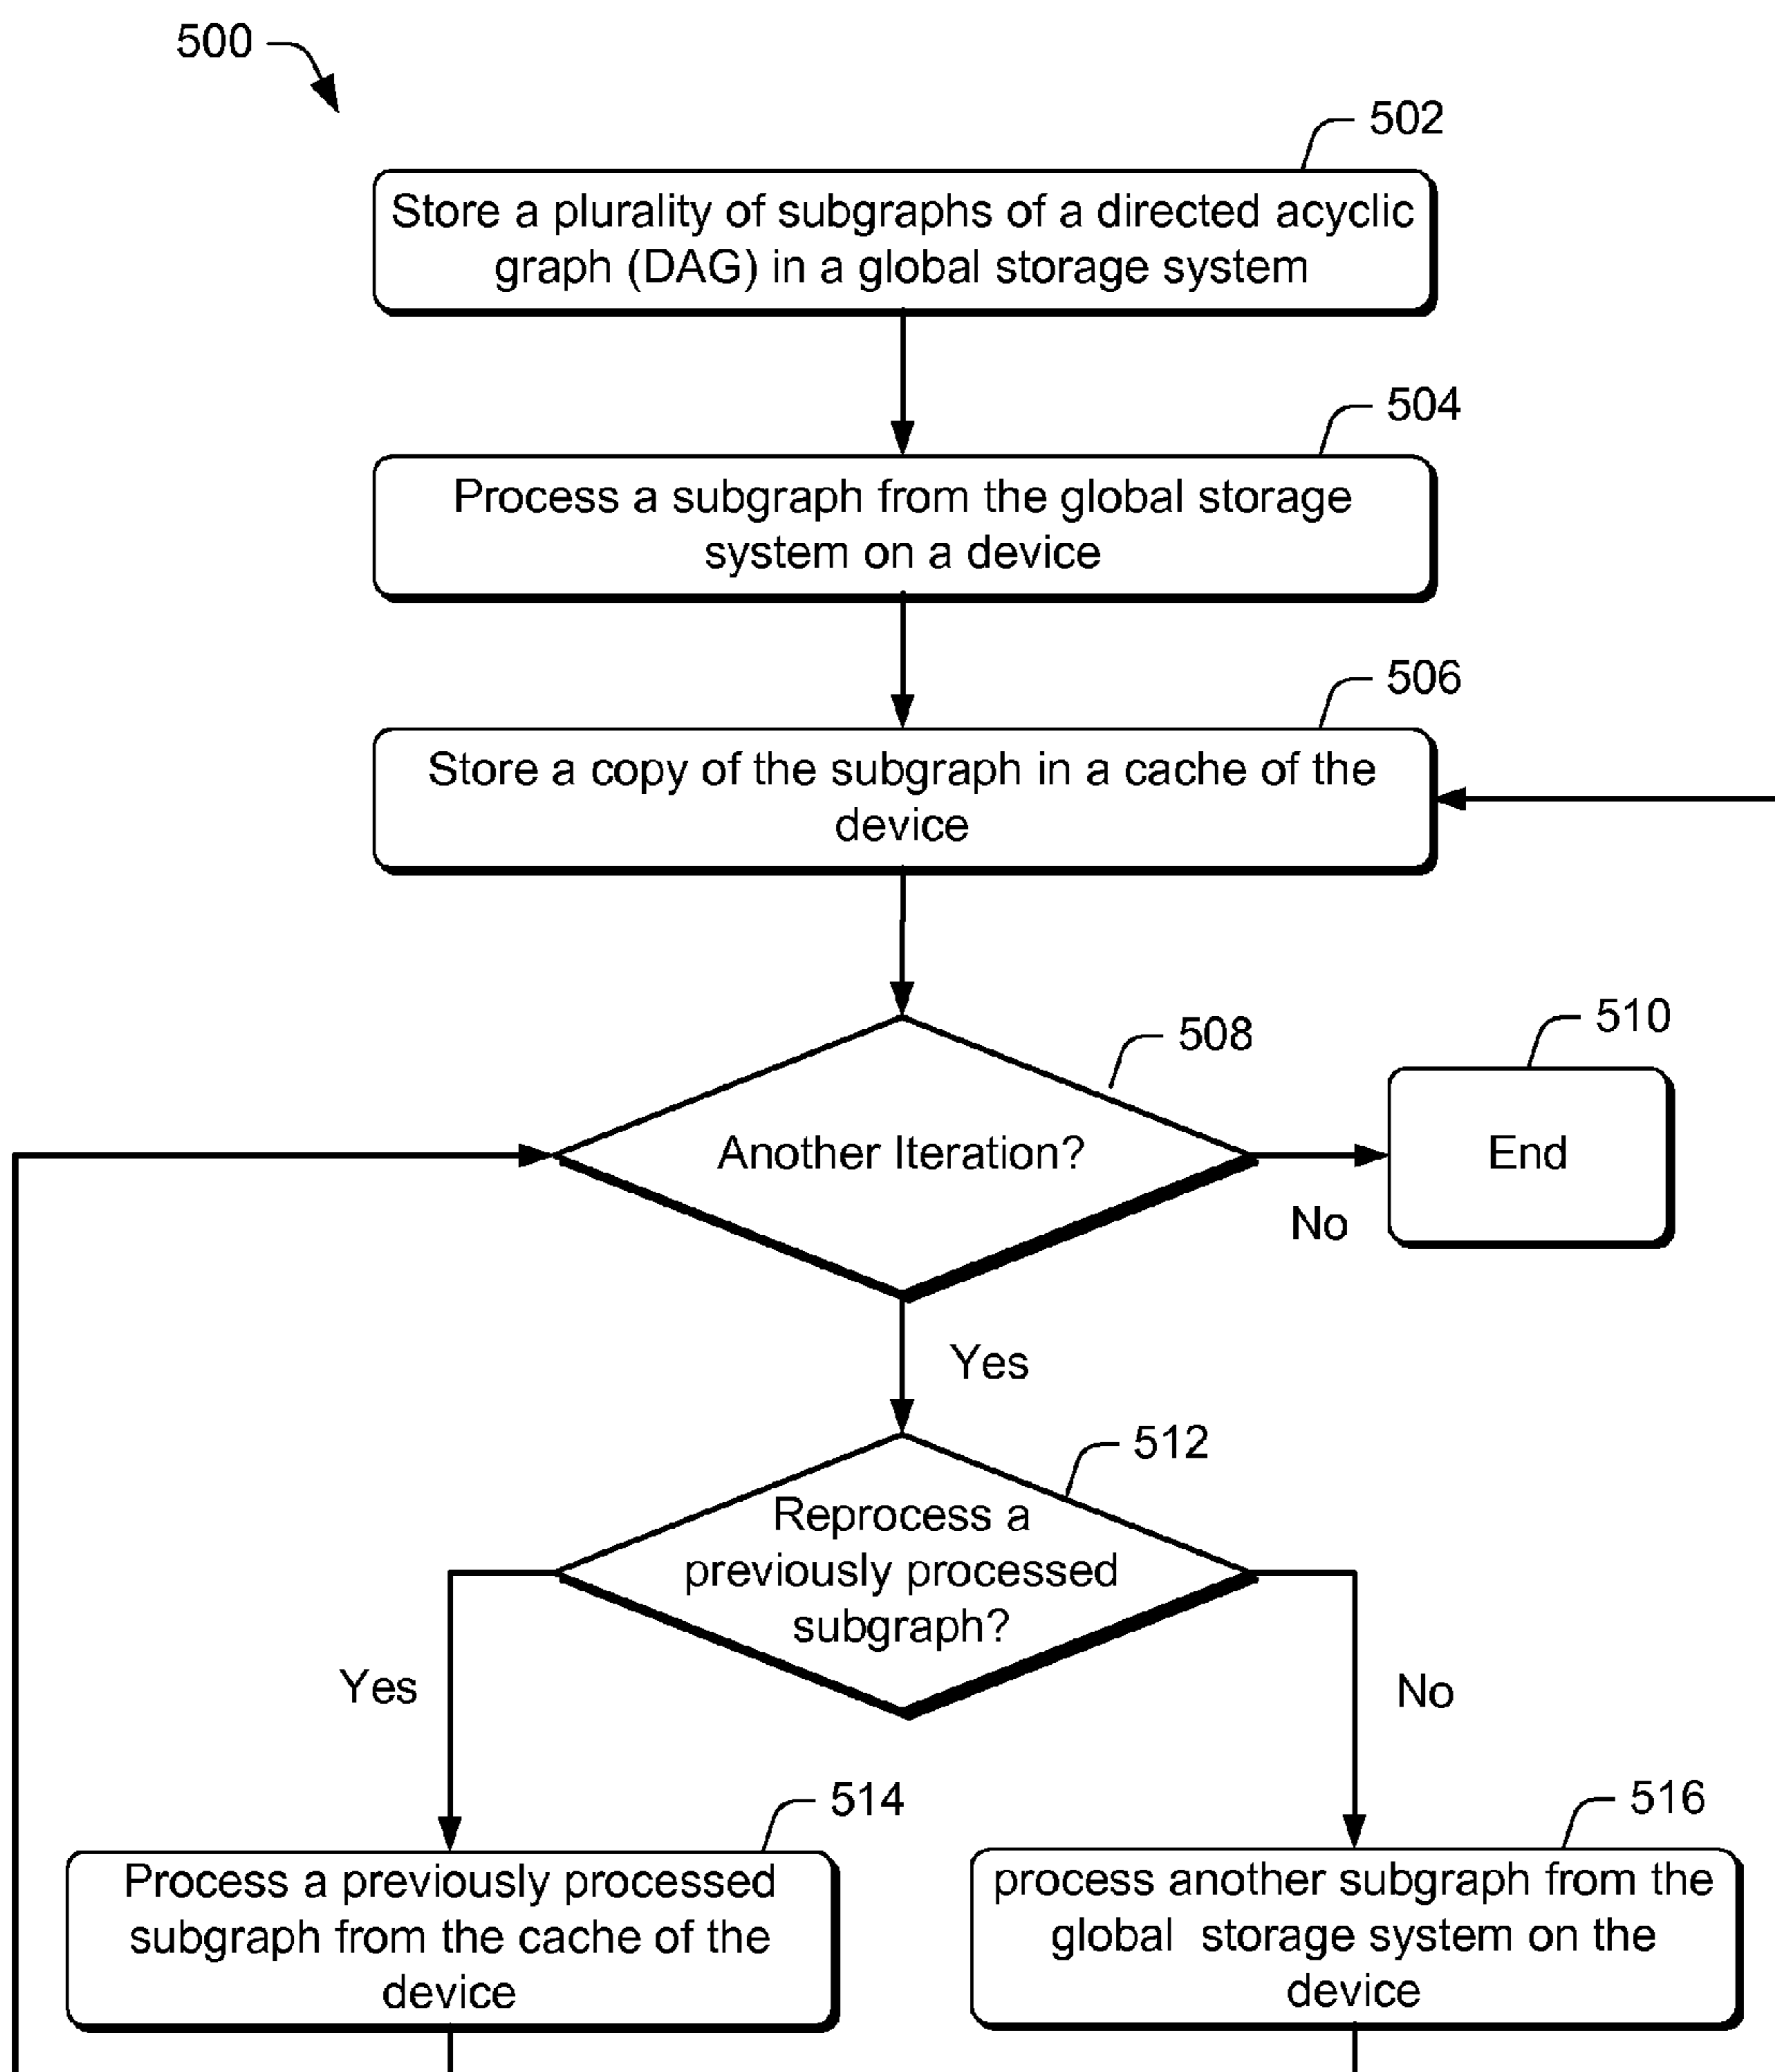 500
502
Store a plurality of subgraphs of a directed acyclic
graph (DAG) in a global storage system
504
Process a subgraph from the global storage
system on a device
506
Store a copy of the subgraph in a cache of the
device
508
Another Iteration?
510
End
No
Yes
512
Reprocess a
previously processed
subgraph?
Yes
No
514
Process a previously processed
subgraph from the cache of the
device
516
process another subgraph from the
global storage system on the
device